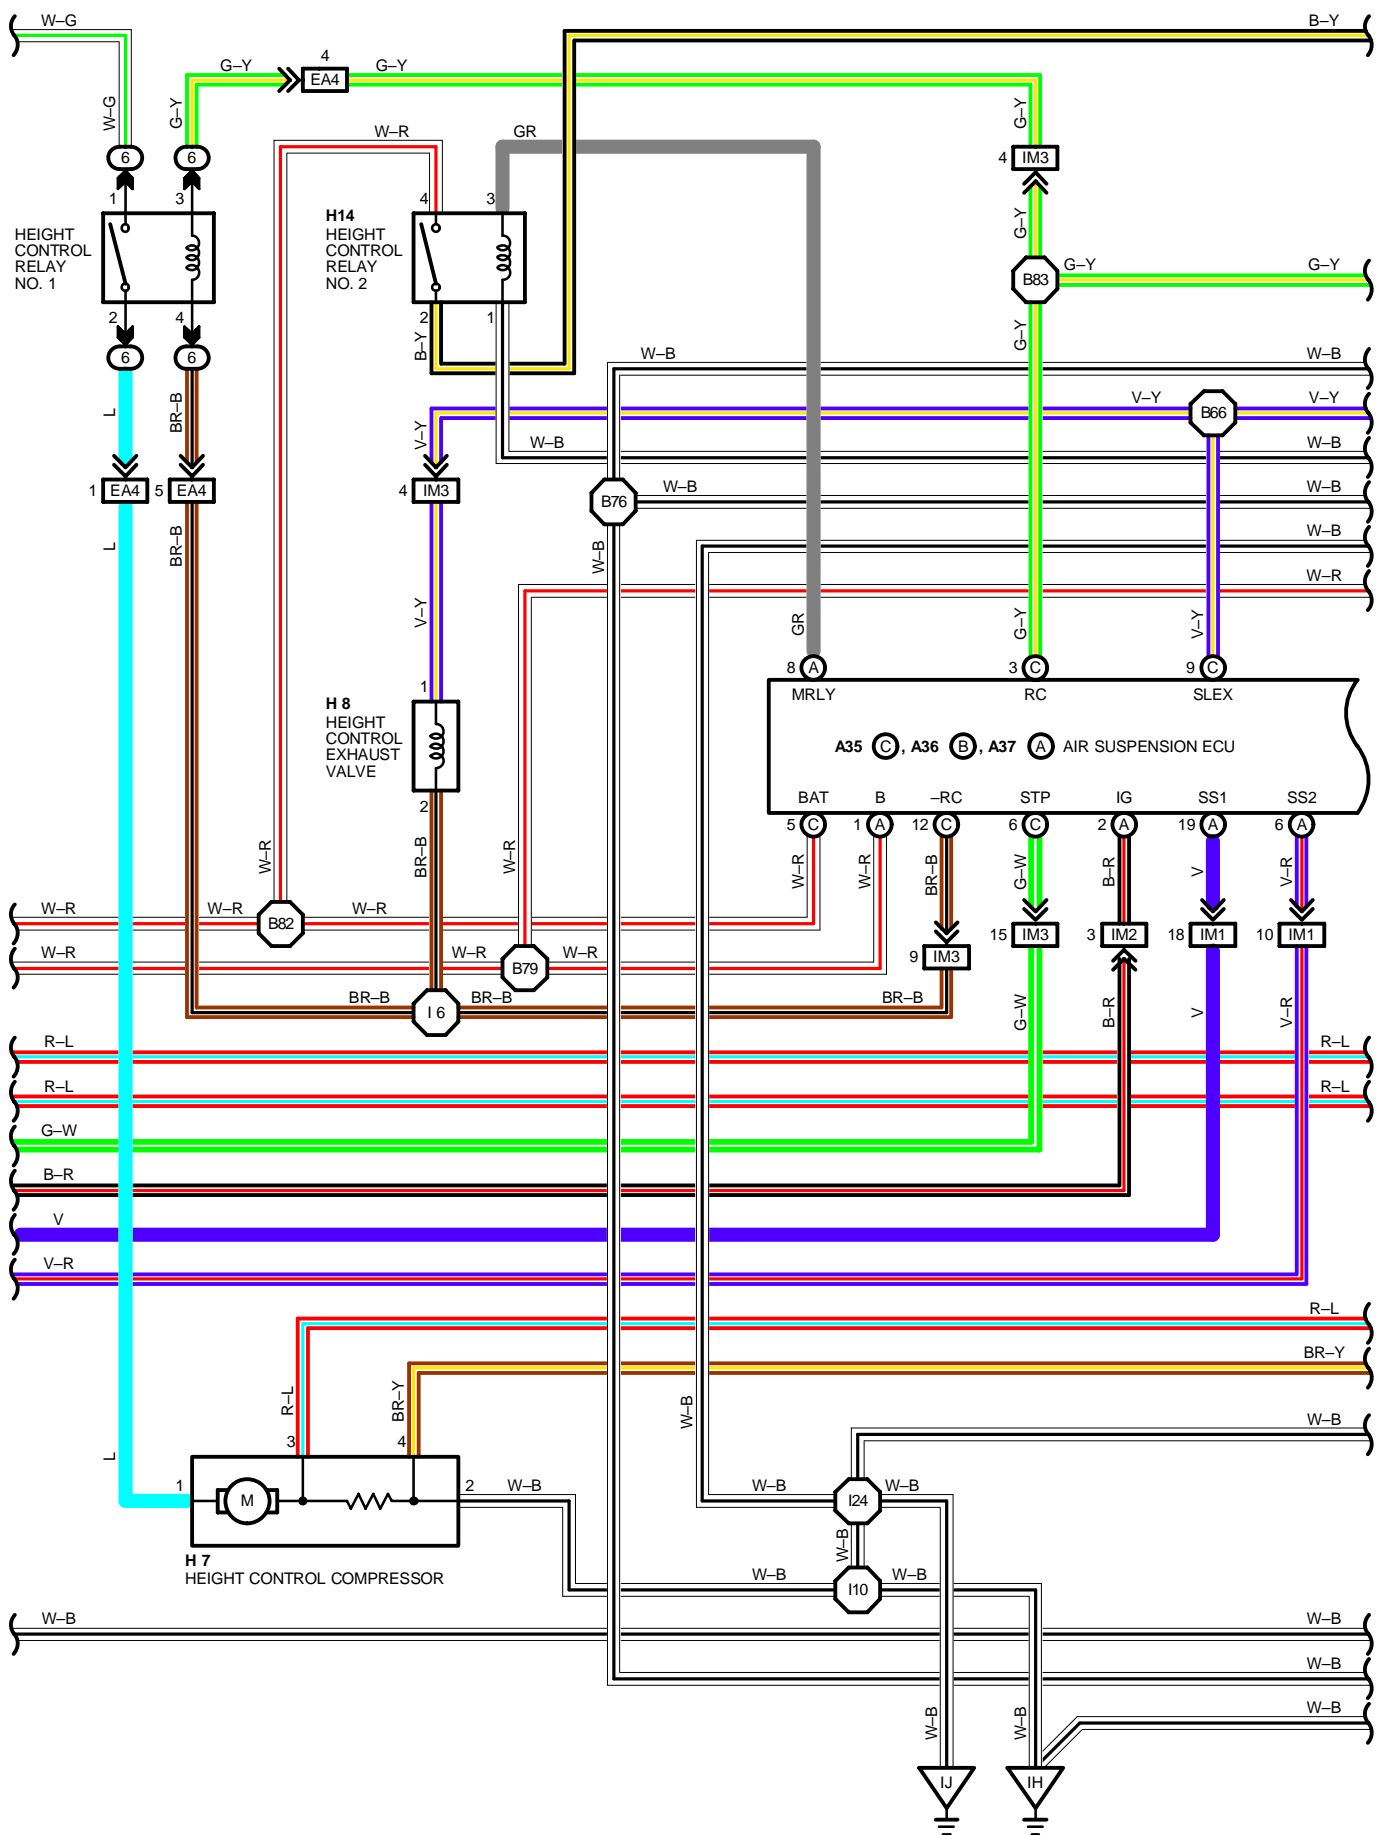 W–G
B–Y
4
G–Y
EA4
G–Y
W–G
G–Y
G–Y
W–R
GR
6
6
4
IM3
1
3
4
3
HEIGHT
CONTROL
RELAY
NO. 1
H14
HEIGHT
CONTROL
RELAY
NO. 2
G–Y
B83
G–Y
G–Y
2
4
2
1
6
6
B–Y
G–Y
W–B
W–B
L
BR–B
V–Y
V–Y
B66
V–Y
W–B
W–B
1
EA4
5
EA4
4
IM3
B76
W–B
W–B
L
BR–B
W–B
W–B
W–R
V–Y
GR
G–Y
V–Y
8
A
3
C
9
C
1
MRLY
RC
SLEX
H 8
HEIGHT
CONTROL
EXHAUST
VALVE
A35 C , A36 B , A37 A AIR SUSPENSION ECU
2
BAT
B
–RC
STP
IG
SS1
SS2
5
C
1
A
12
C
6
C
2
A
19
A
6
A
W–R
BR–B
W–R
W–R
W–R
BR–B
G–W
B–R
V
V–R
W–R
W–R
B82
W–R
15
IM3
3
IM2
18
IM1
10
IM1
W–R
W–R
B79
W–R
9
IM3
BR–B
I 6
BR–B
BR–B
G–W
B–R
V
V–R
R–L
R–L
R–L
R–L
G–W
B–R
V
V–R
R–L
BR–Y
R–L
BR–Y
W–B
W–B
3
4
L
1
M
2
W–B
W–B
I24
W–B
W–B
H 7
HEIGHT CONTROL COMPRESSOR
W–B
I10
W–B
W–B
W–B
W–B
W–B
W–B
W–B
IJ
IH